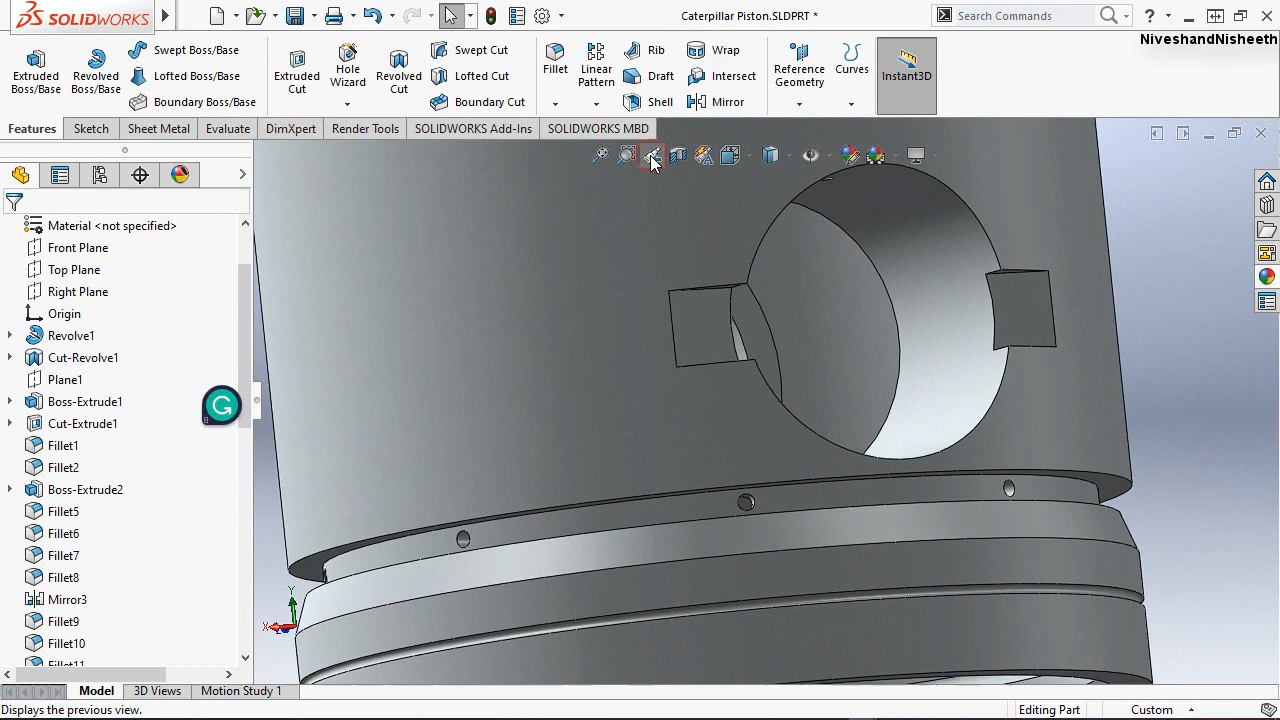 SOLIDWORKS
Caterpillar Piston.SLDPRT *
Search Commands
?
NiveshandNisheeth
Extruded Boss/Base
Revolved Boss/Base
Swept Boss/Base
Lofted Boss/Base
Boundary Boss/Base
Extruded Cut
Hole Wizard
Revolved Cut
Swept Cut
Lofted Cut
Boundary Cut
Fillet
Linear Pattern
Rib
Draft
Shell
Wrap
Intersect
Mirror
Reference Geometry
Curves
Instant3D
Features
Sketch
Sheet Metal
Evaluate
DimXpert
Render Tools
SOLIDWORKS Add-Ins
SOLIDWORKS MBD
Material <not specified>
Front Plane
Top Plane
Right Plane
Origin
Revolve1
Cut-Revolve1
Plane1
Boss-Extrude1
Cut-Extrude1
Fillet1
Fillet2
Boss-Extrude2
Fillet5
Fillet6
Fillet7
Fillet8
Mirror3
Fillet9
Fillet10
Fillet11
Y
X
Model
3D Views
Motion Study 1
Displays the previous view.
Editing Part
Custom